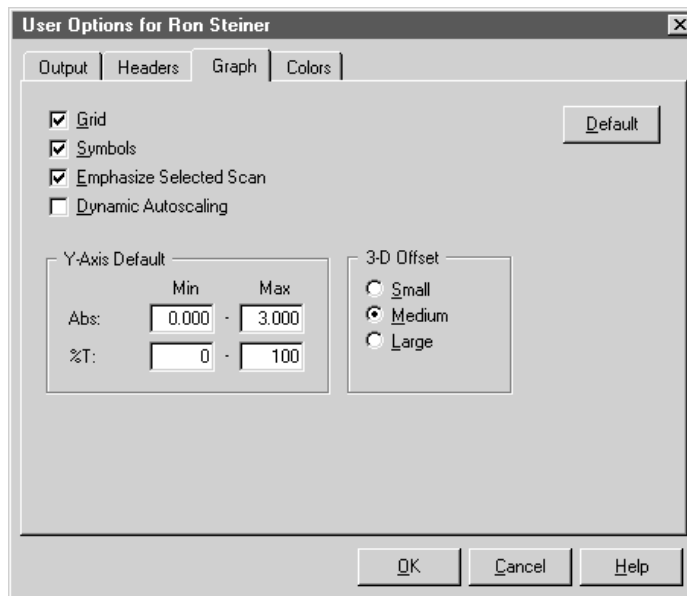 User Options for Ron Steiner
Output Headers Graph Colors
Grid
Default
Symbols
Emphasize Selected Scan
Dynamic Autoscaling
Y-Axis Default
Min Max
Abs: 0.000 - 3.000
%T: 0 - 100
3-D Offset
Small
Medium
Large
OK Cancel Help